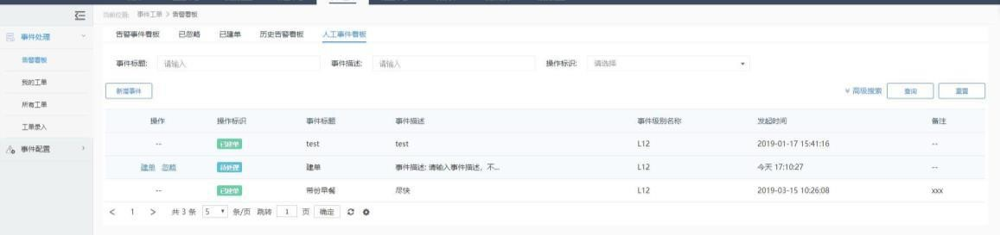 当前位置: 事件工单 > 告警看板
事件处理
告警看板
我的工单
所有工单
工单录入
事件配置
告警事件看板 已忽略 已建单 历史告警看板 人工事件看板
事件标题: 请输入 事件描述: 请输入 操作标识: 请选择
新增事件 高级搜索 查询 重置
操作 操作标识 事件标题 事件描述 事件级别名称 发起时间 备注
-- 已建单 test test L12 2019-01-17 15:41:16 --
建单 忽略 待处理 建单 事件描述: 请输入事件描述，不... L12 今天 17:10:27 --
-- 已建单 带份早餐 尽快 L12 2019-03-15 10:26:08 xxx
< 1 > 共 3 条 5 条/页 跳转 1 页 确定